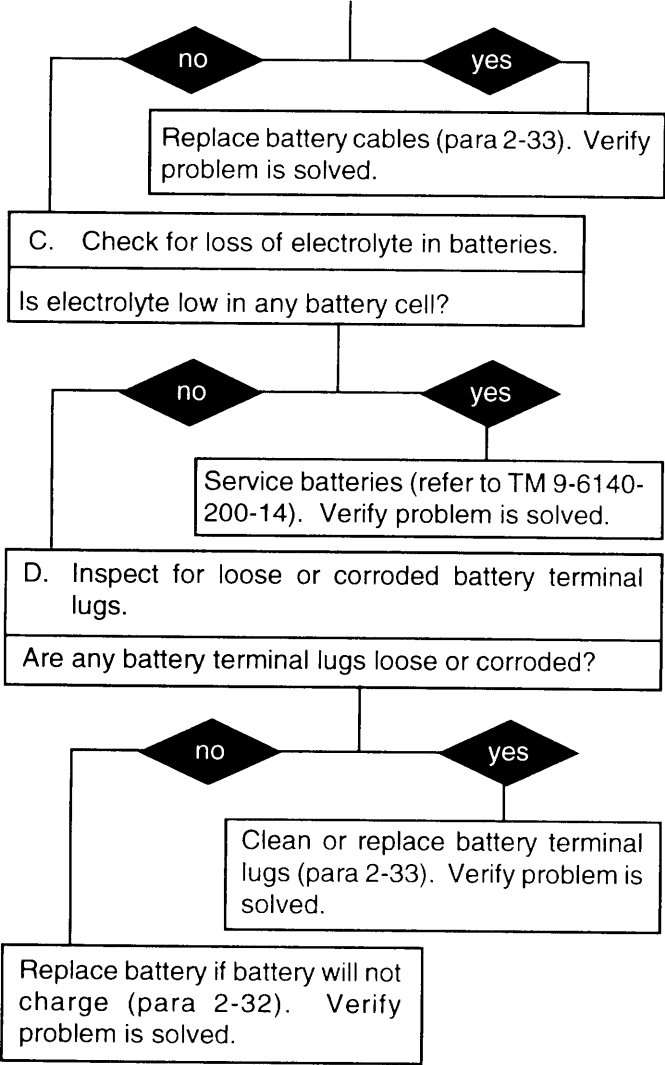 no
yes
Replace battery cables (para 2-33). Verify
problem is solved.
C. Check for loss of electrolyte in batteries.
Is electrolyte low in any battery cell?
no
yes
Service batteries (refer to TM 9-6140-
200-14). Verify problem is solved.
D. Inspect for loose or corroded battery terminal
lugs.
Are any battery terminal lugs loose or corroded?
no
yes
Clean or replace battery terminal
lugs (para 2-33). Verify problem is
solved.
Replace battery if battery will not
charge (para 2-32). Verify
problem is solved.